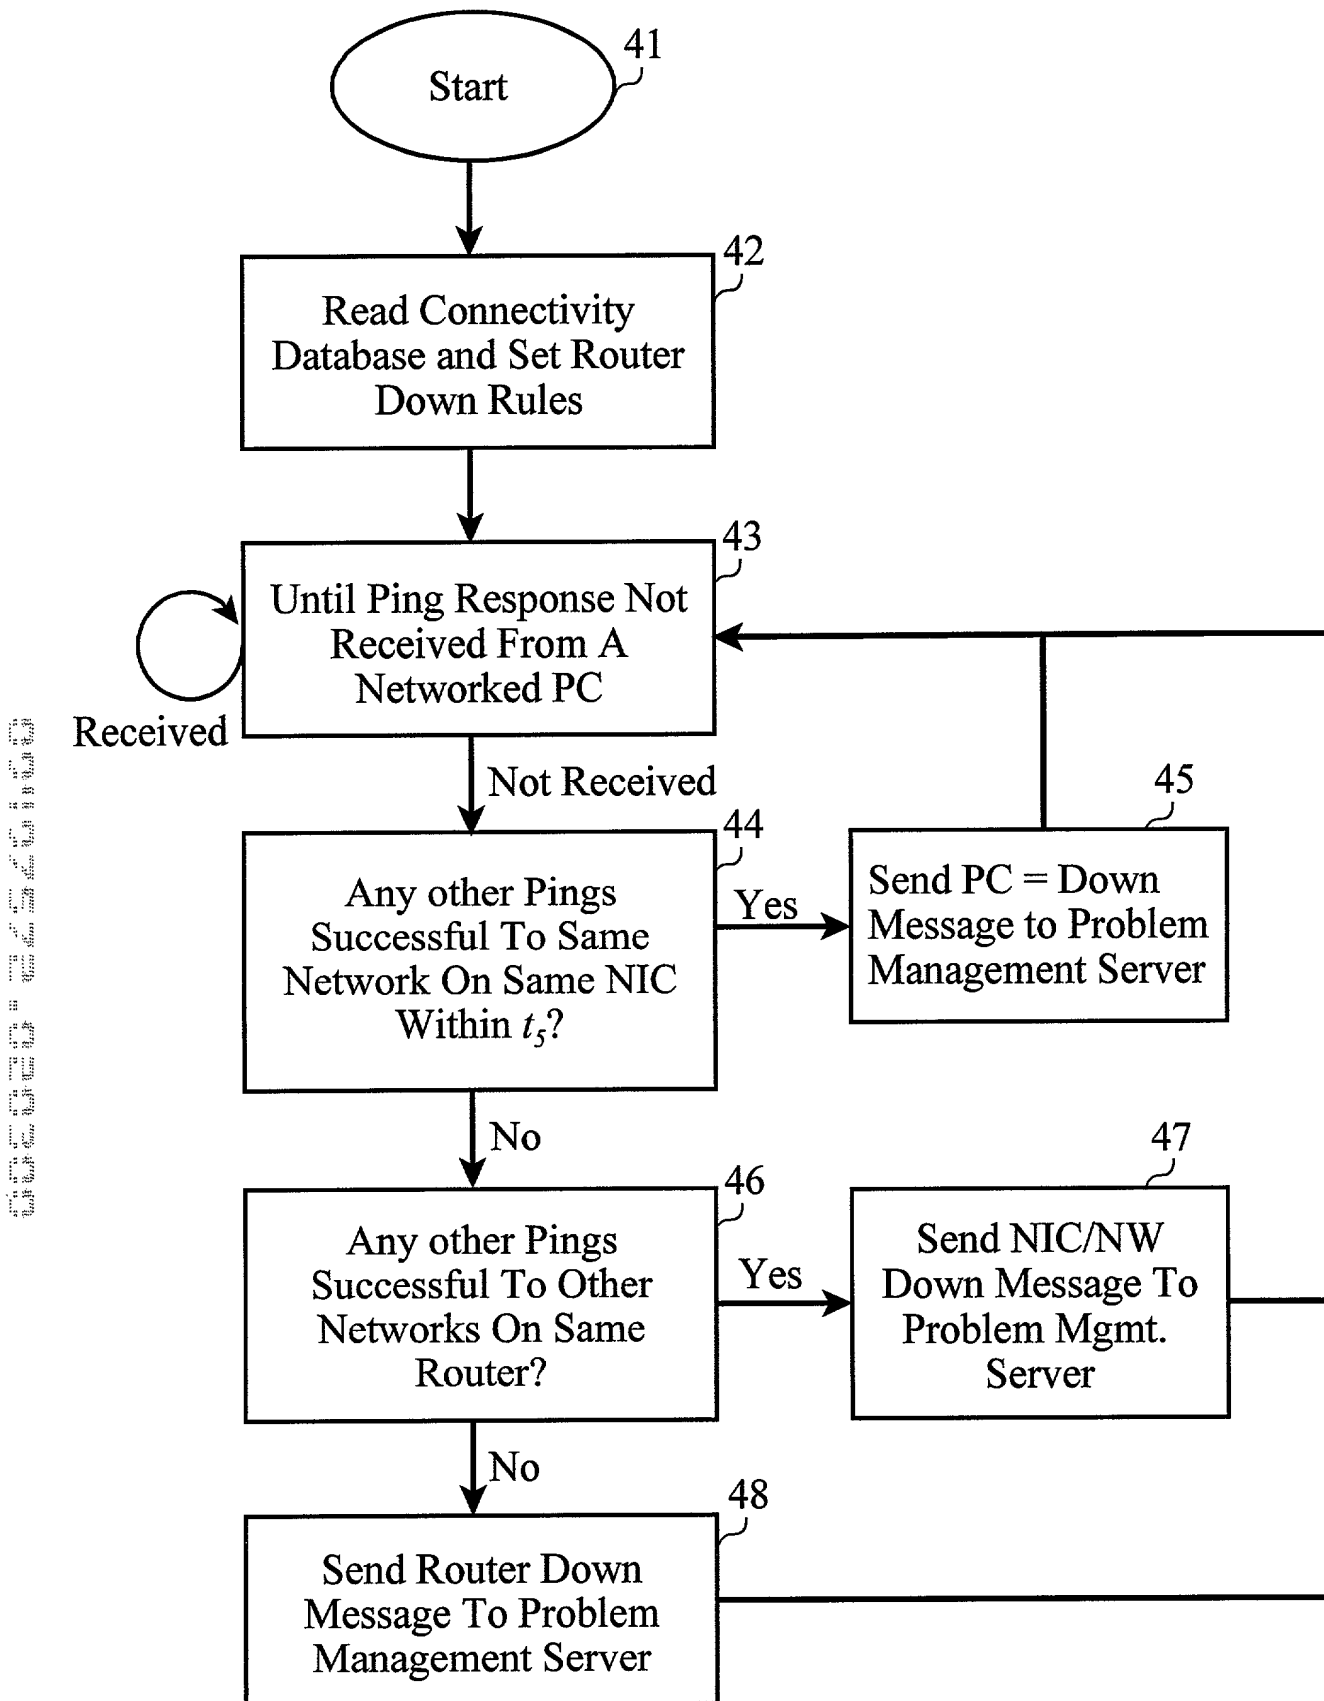 Start
41
42
Read Connectivity
Database and Set Router
Down Rules
43
Until Ping Response Not
Received From A
Networked PC
Received
Not Received
44
Any other Pings
Successful To Same
Network On Same NIC
Within t5?
Yes
45
Send PC = Down
Message to Problem
Management Server
No
46
Any other Pings
Successful To Other
Networks On Same
Router?
Yes
47
Send NIC/NW
Down Message To
Problem Mgmt.
Server
No
48
Send Router Down
Message To Problem
Management Server